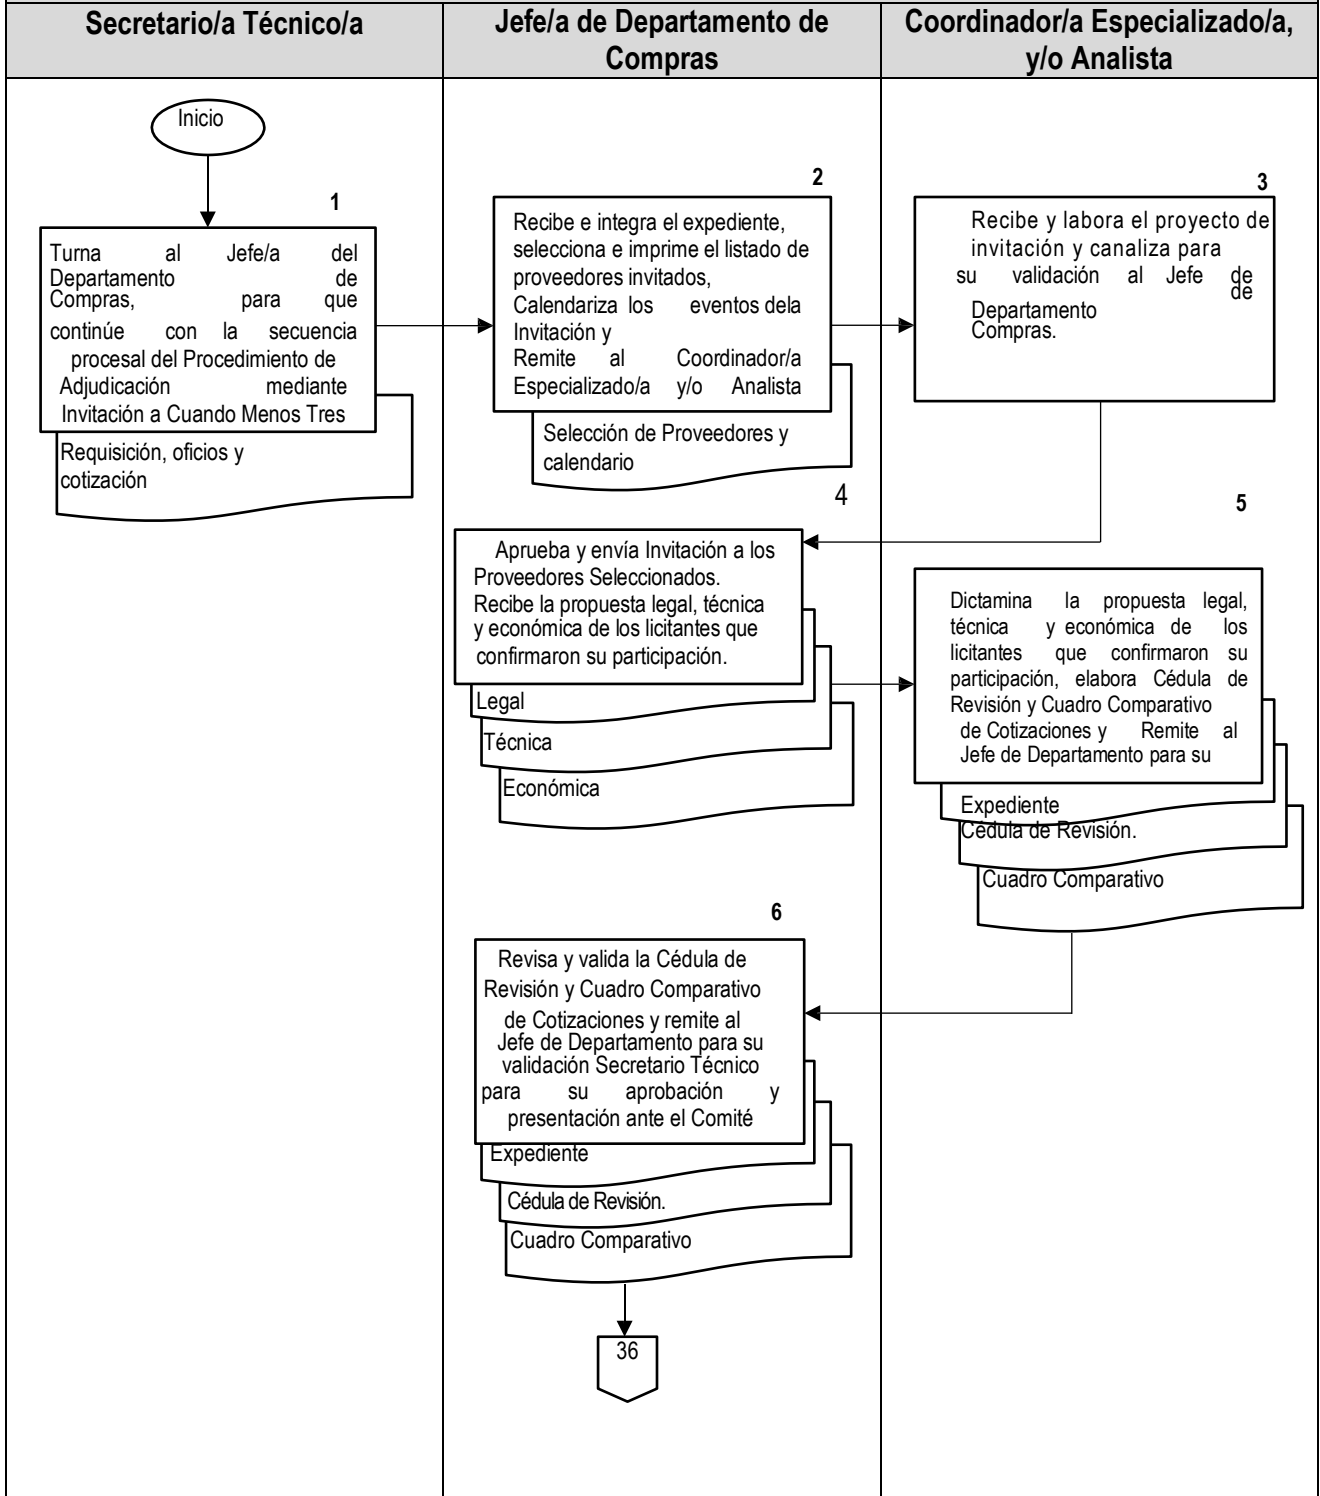 Secretario/a Técnico/a
Jefe/a de Departamento de
Compras
Coordinador/a Especializado/a,
y/o Analista
Inicio
1
Turna al Jefe/a del
Departamento de
Compras, para que
continúe con la secuencia
procesal del Procedimiento de
Adjudicación mediante
Invitación a Cuando Menos Tres
Requisición, oficios y
cotización
2
Recibe e integra el expediente,
selecciona e imprime el listado de
proveedores invitados,
Calendariza los eventos dela
Invitación y
Remite al Coordinador/a
Especializado/a y/o Analista
Selección de Proveedores y
calendario
3
Recibe y labora el proyecto de
invitación y canaliza para
su validación al Jefe de
de
Departamento
Compras.
4
Aprueba y envía Invitación a los
Proveedores Seleccionados.
Recibe la propuesta legal, técnica
y económica de los licitantes que
confirmaron su participación.
Legal
Técnica
Económica
5
Dictamina la propuesta legal,
técnica y económica de los
licitantes que confirmaron su
participación, elabora Cédula de
Revisión y Cuadro Comparativo
de Cotizaciones y Remite al
Jefe de Departamento para su
Expediente
Cédula de Revisión.
Cuadro Comparativo
6
Revisa y valida la Cédula de
Revisión y Cuadro Comparativo
de Cotizaciones y remite al
Jefe de Departamento para su
validación Secretario Técnico
para su aprobación y
presentación ante el Comité
Expediente
Cédula de Revisión.
Cuadro Comparativo
36